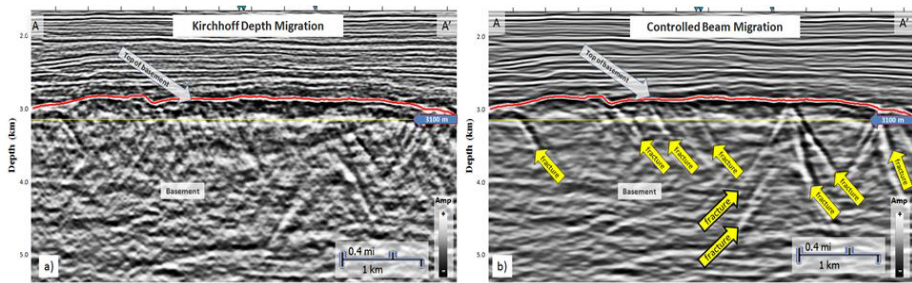 A
Kirchhoff Depth Migration
A'
2.0
Top of basement
3.0
3100 m
Depth (km)
Basement
4.0
Amp
+
-
0.4 mi
1 km
5.0
a)
A
Controlled Beam Migration
A'
2.0
Top of basement
3.0
3100 m
Depth (km)
fracture
fracture
fracture
fracture
fracture
fracture
fracture
Basement
4.0
fracture
fracture
Amp
+
-
0.4 mi
1 km
5.0
b)